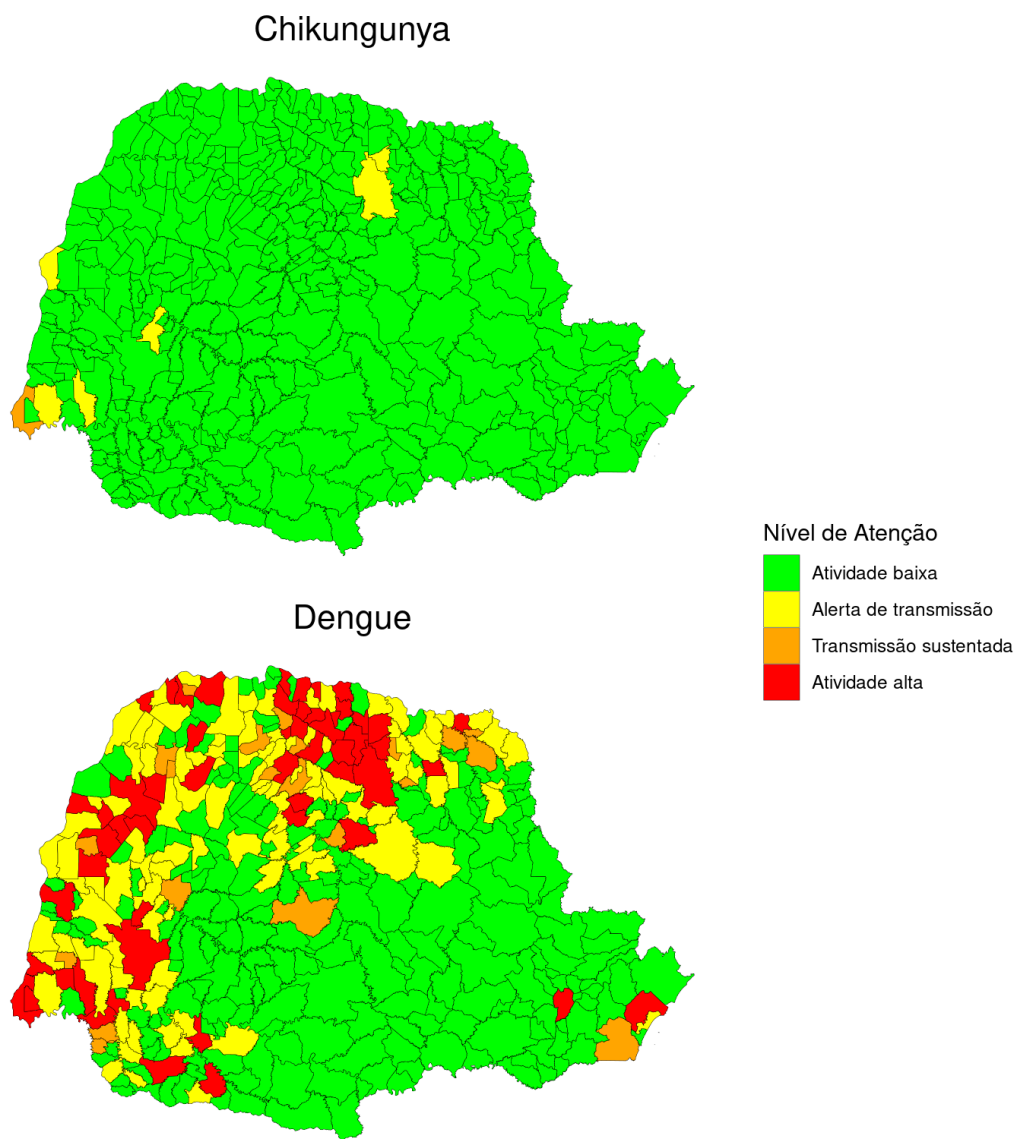 Chikungunya
Nível de Atenção
Atividade baixa
Alerta de transmissão
Transmissão sustentada
Atividade alta
Dengue